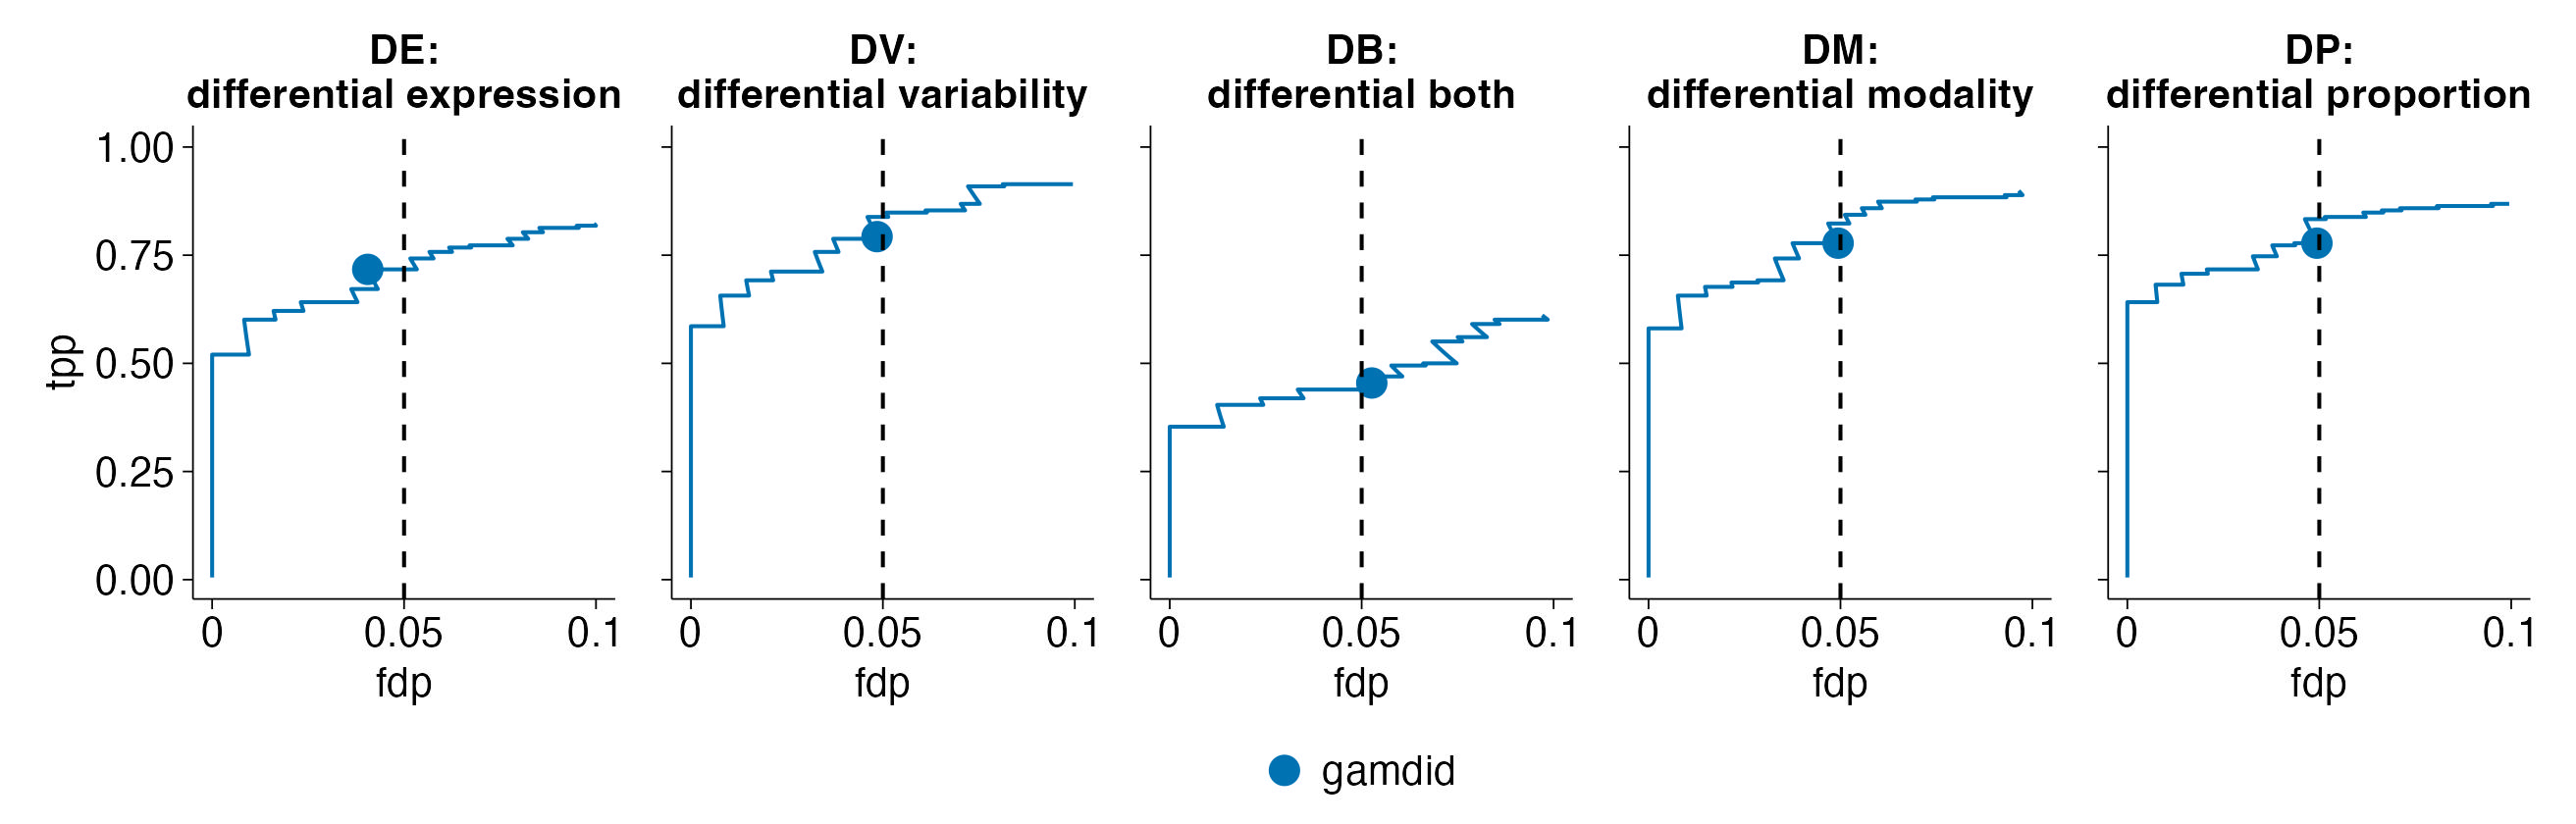 DE:
differential expression
DV:
differential variability
DB:
differential both
DM:
differential modality
DP:
differential proportion
tpp
1.00
0.75
0.50
0.25
0.00
0 0.05 0.1
0 0.05 0.1
0 0.05 0.1
0 0.05 0.1
0 0.05 0.1
fdp fdp fdp fdp fdp
gamdid